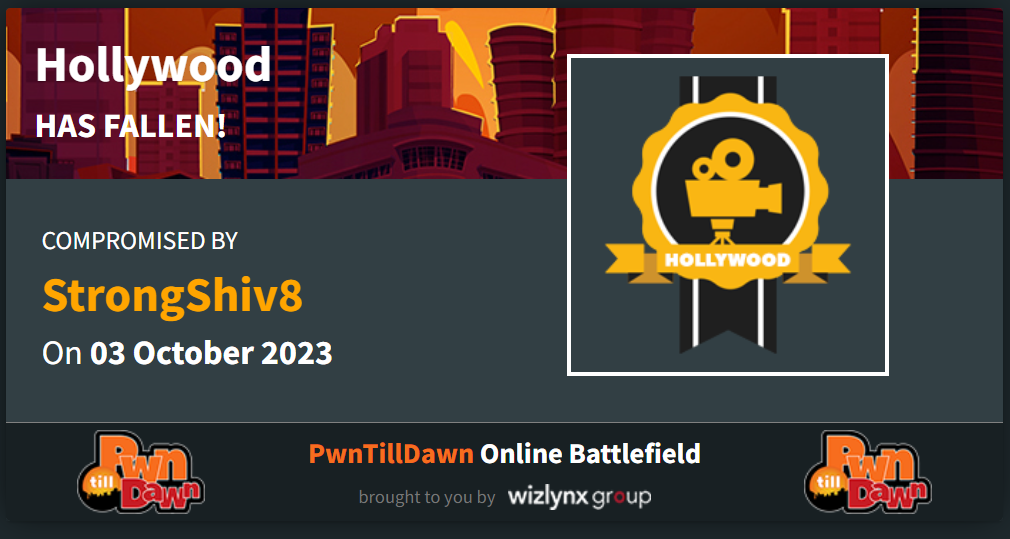 Hollywood
HAS FALLEN!
HOLLYWOOD
COMPROMISED BY
StrongShiv8
On 03 October 2023
Pwn
till
Dawn
PwnTillDawn Online Battlefield
brought to you by wizlynx group
Pwn
till
Dawn